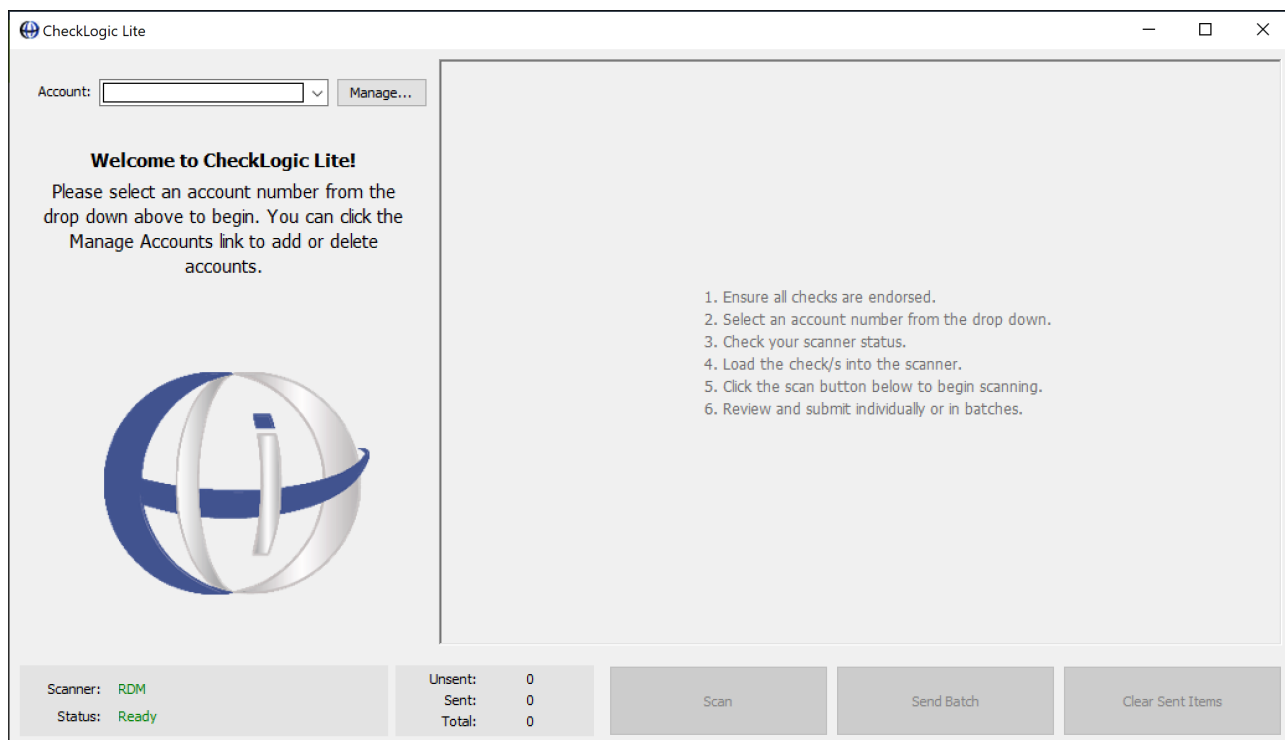 CheckLogic Lite
Account:
Manage...
Welcome to CheckLogic Lite!
Please select an account number from the
drop down above to begin. You can click the
Manage Accounts link to add or delete
accounts.
1. Ensure all checks are endorsed.
2. Select an account number from the drop down.
3. Check your scanner status.
4. Load the check/s into the scanner.
5. Click the scan button below to begin scanning.
6. Review and submit individually or in batches.
Scanner: RDM
Status: Ready
Unsent: 0
Sent: 0
Total: 0
Scan
Send Batch
Clear Sent Items